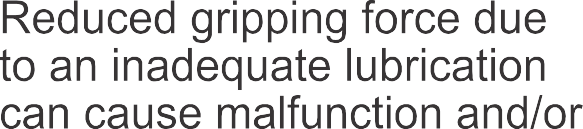 Reduced gripping force due
to an inadequate lubrication
can cause malfunction and/or